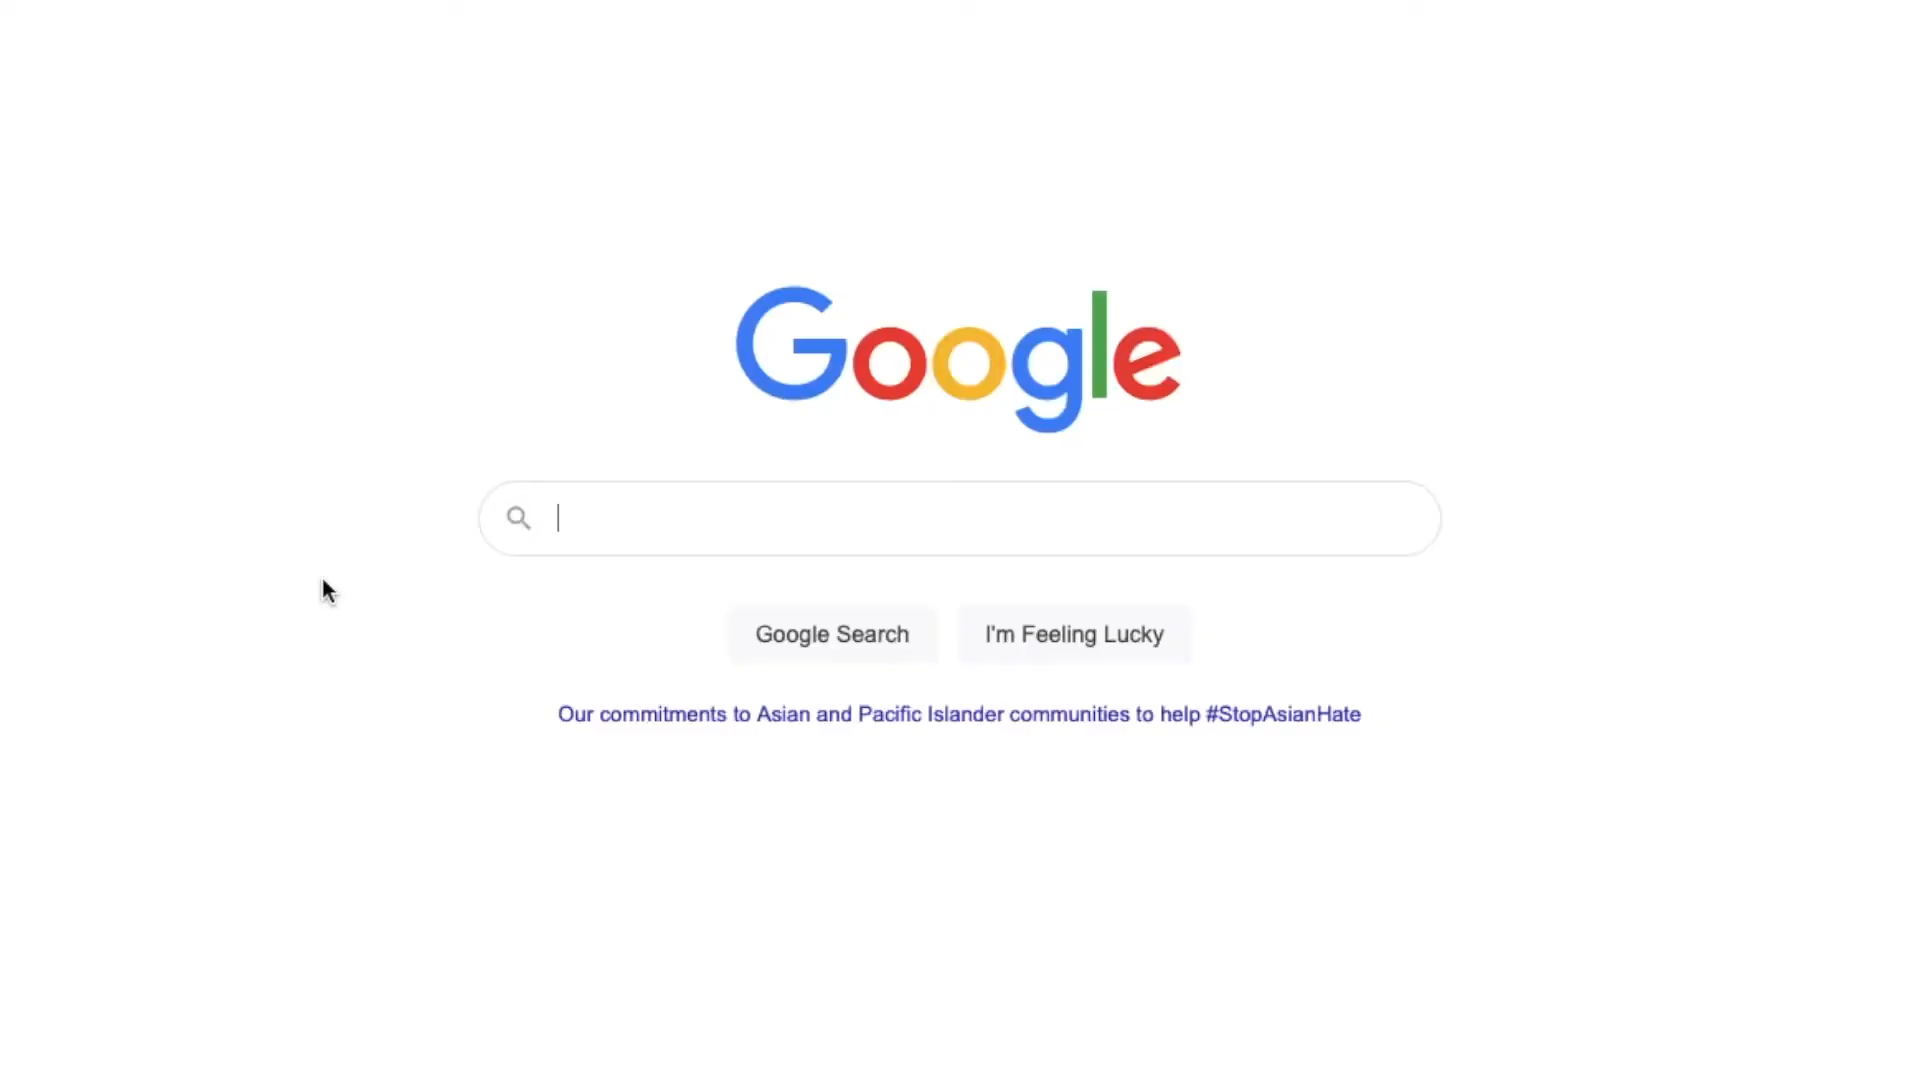 Google
Google Search
I'm Feeling Lucky
Our commitments to Asian and Pacific Islander communities to help #StopAsianHate